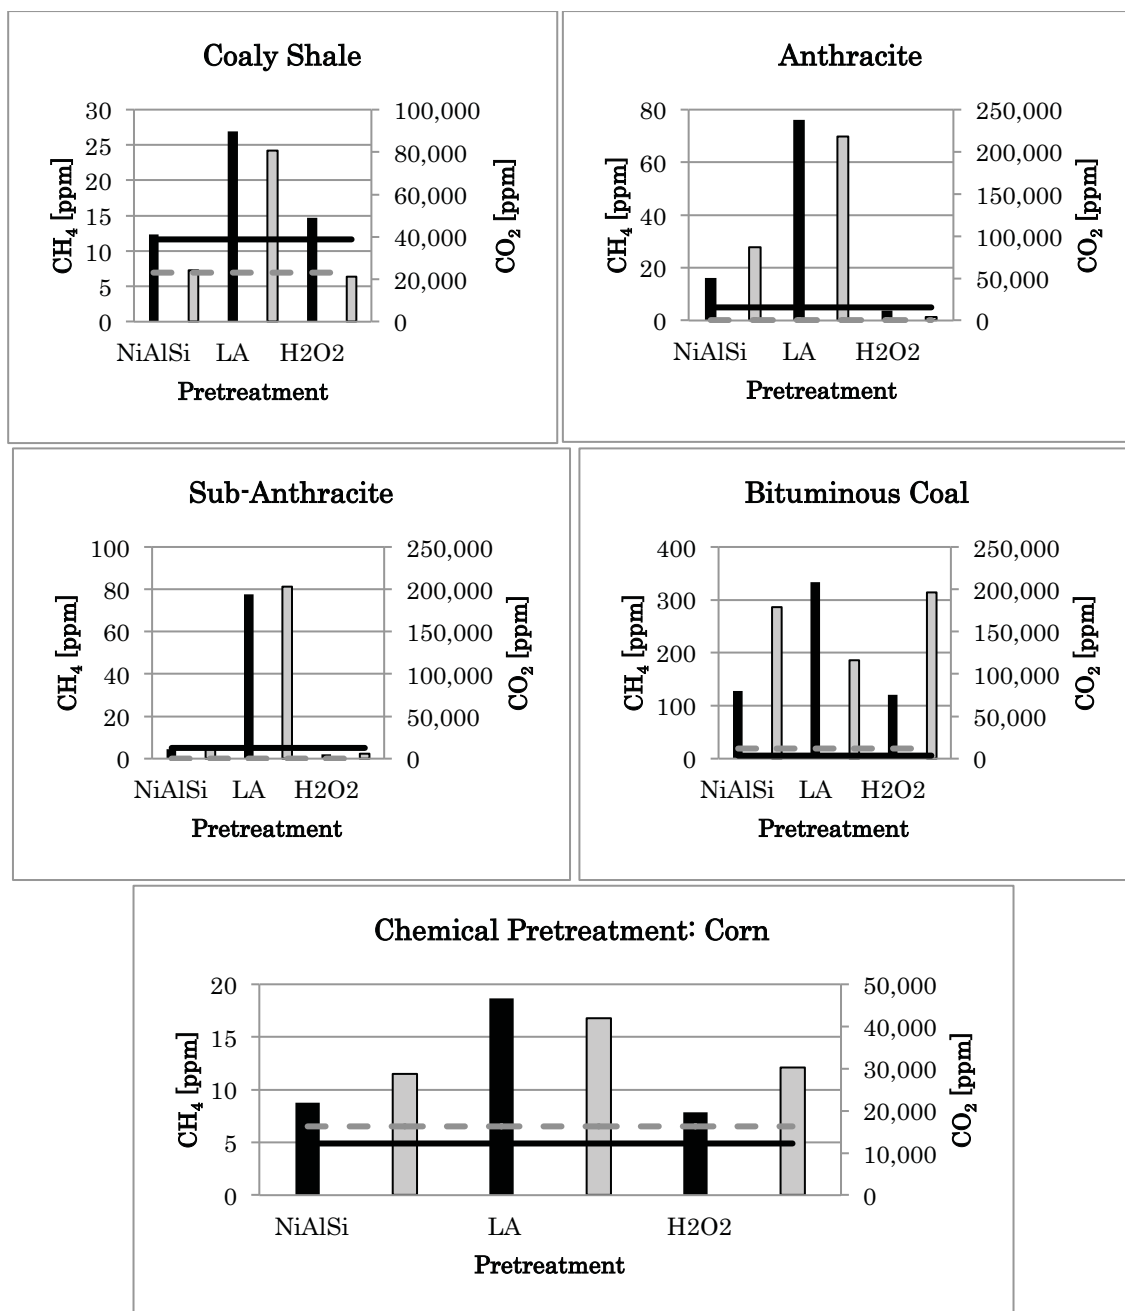 Coaly Shale
30
25
20
15
10
5
0
CH4 [ppm]
100,000
80,000
60,000
40,000
20,000
0
CO2 [ppm]
NiAlSi LA H2O2
Pretreatment
Anthracite
80
60
40
20
0
CH4 [ppm]
250,000
200,000
150,000
100,000
50,000
0
CO2 [ppm]
NiAlSi LA H2O2
Pretreatment
Sub-Anthracite
100
80
60
40
20
0
CH4 [ppm]
250,000
200,000
150,000
100,000
50,000
0
CO2 [ppm]
NiAlSi LA H2O2
Pretreatment
Bituminous Coal
400
300
200
100
0
CH4 [ppm]
250,000
200,000
150,000
100,000
50,000
0
CO2 [ppm]
NiAlSi LA H2O2
Pretreatment
Chemical Pretreatment: Corn
20
15
10
5
0
CH4 [ppm]
50,000
40,000
30,000
20,000
10,000
0
CO2 [ppm]
NiAlSi LA H2O2
Pretreatment